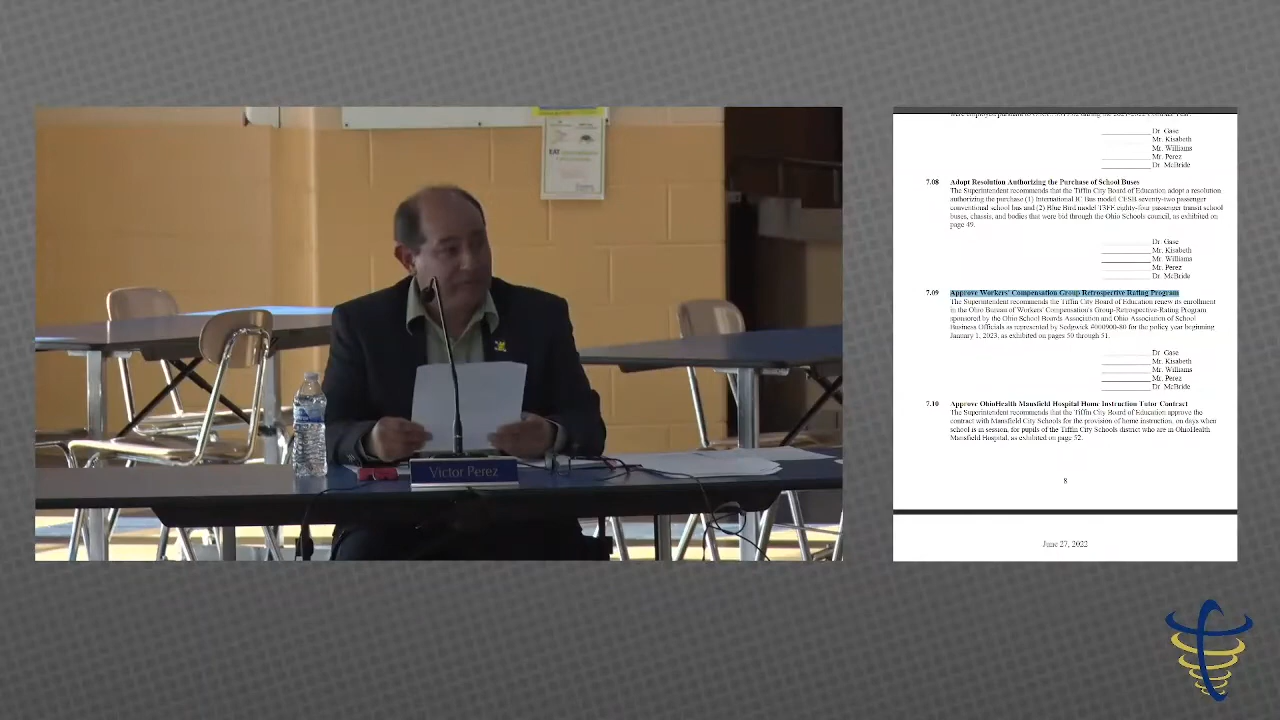 EAT
Victor Perez
Dr. Gase
Mr. Kisabeth
Mr. Williams
Mr. Perez
Dr. McBride
7.08 Adopt Resolution Authorizing the Purchase of School Buses
The Superintendent recommends that the Tiffin City Board of Education adopt a resolution
authorizing the purchase (1) International IC Bus model CESB seventy-two passenger
conventional school bus and (2) Blue Bird model T3FE eighty-four passenger transit school
buses, chassis, and bodies that were bid through the Ohio Schools council, as exhibited on
page 49.
Dr. Gase
Mr. Kisabeth
Mr. Williams
Mr. Perez
Dr. McBride
7.09 Approve Workers' Compensation Group Retrospective Rating Program
The Superintendent recommends the Tiffin City Board of Education renew its enrollment
in the Ohio Bureau of Workers' Compensation's Group-Retrospective-Rating Program
sponsored by the Ohio School Boards Association and Ohio Association of School
Business Officials as represented by Sedgwick #000900-80 for the policy year beginning
January 1, 2023, as exhibited on pages 50 through 51.
Dr. Gase
Mr. Kisabeth
Mr. Williams
Mr. Perez
Dr. McBride
7.10 Approve OhioHealth Mansfield Hospital Home Instruction Tutor Contract
The Superintendent recommends that the Tiffin City Board of Education approve the
contract with Mansfield City Schools for the provision of home instruction, on days when
school is in session, for pupils of the Tiffin City Schools district who are in OhioHealth
Mansfield Hospital, as exhibited on page 52.
8
June 27, 2022